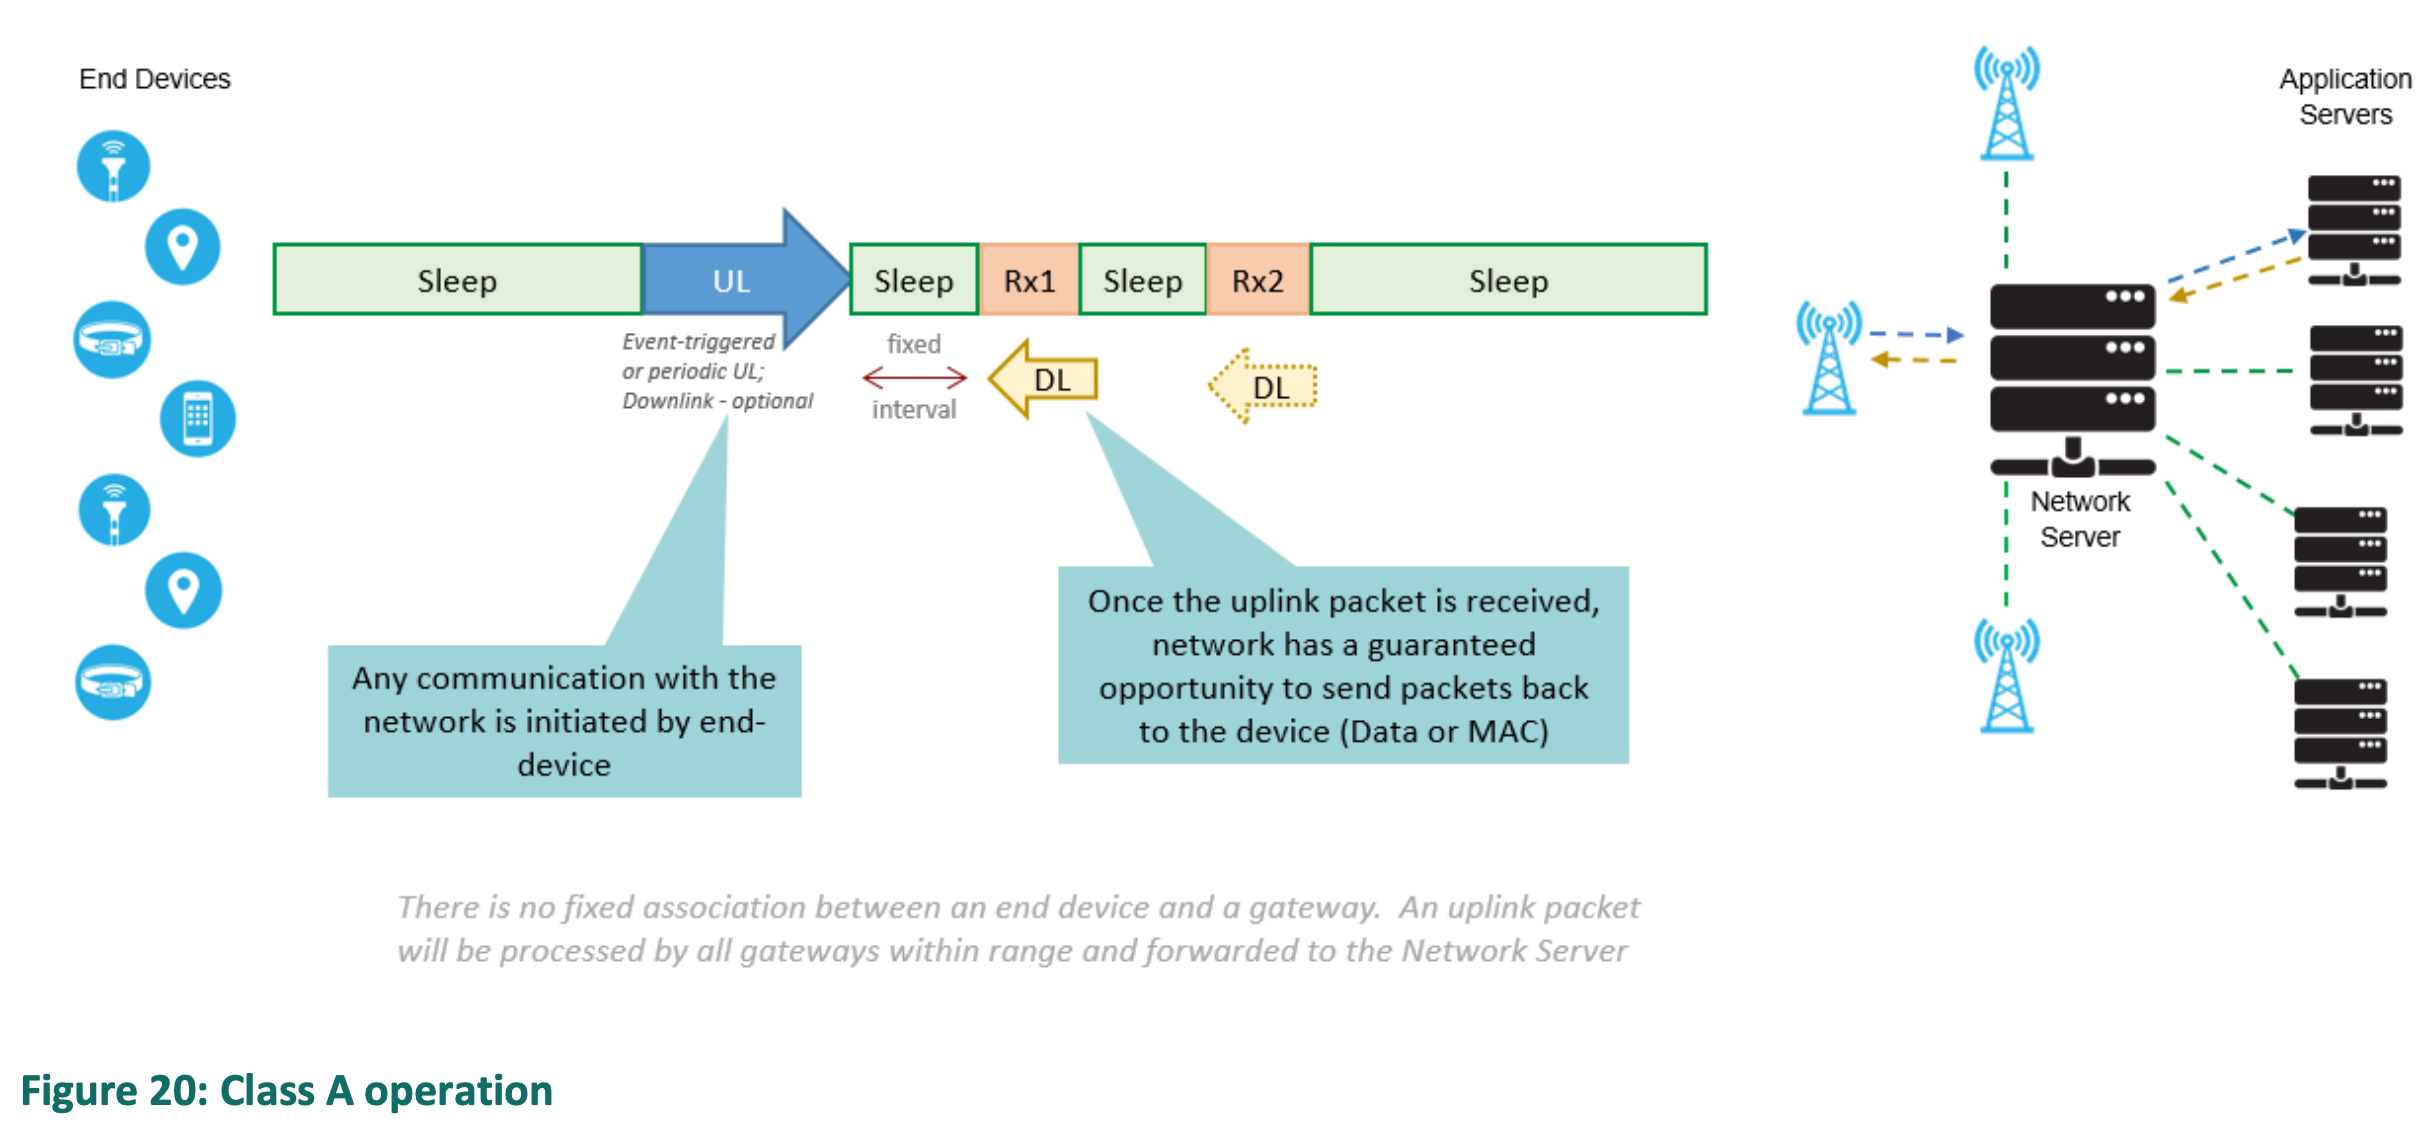 End Devices
Application
Servers
Sleep
UL
Sleep
Rx1
Sleep
Rx2
Sleep
Event-triggered
or periodic UL;
Downlink - optional
fixed
interval
DL
DL
Network
Server
Any communication with the
network is initiated by end-
device
Once the uplink packet is received,
network has a guaranteed
opportunity to send packets back
to the device (Data or MAC)
There is no fixed association between an end device and a gateway.  An uplink packet
will be processed by all gateways within range and forwarded to the Network Server
Figure 20: Class A operation